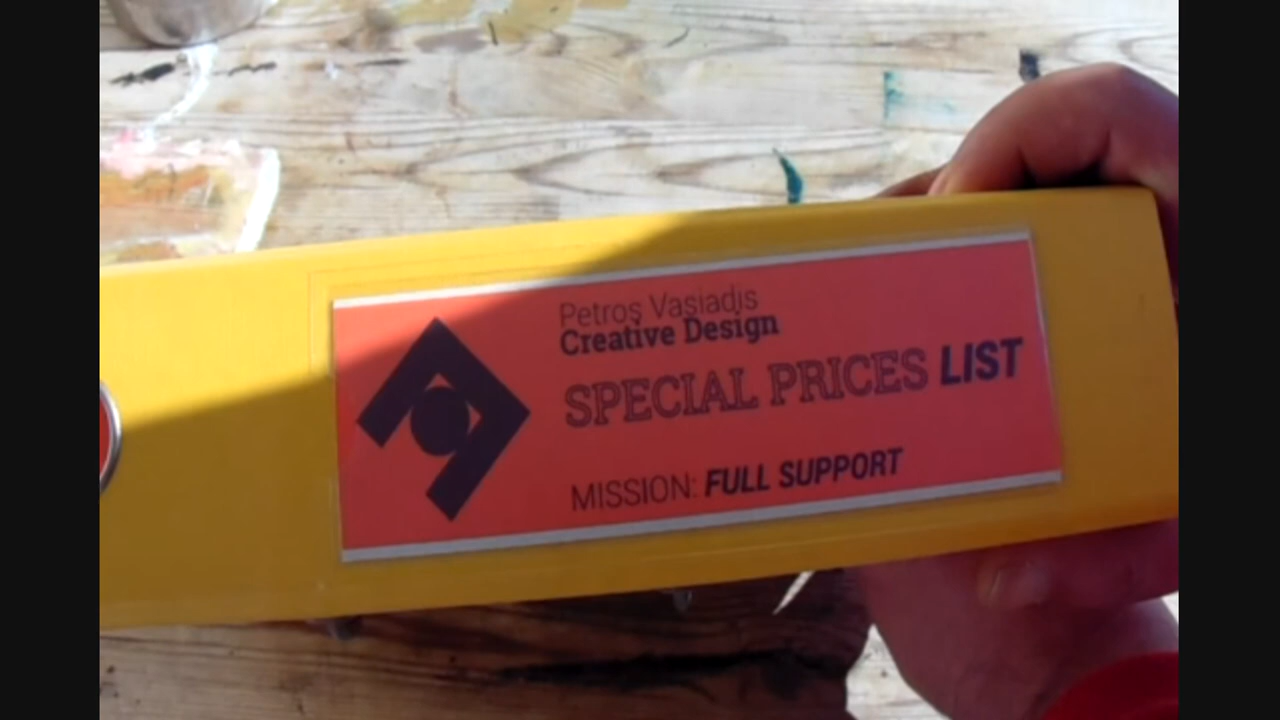 Petros Vasiadis
Creative Design
SPECIAL PRICES LIST
MISSION: FULL SUPPORT